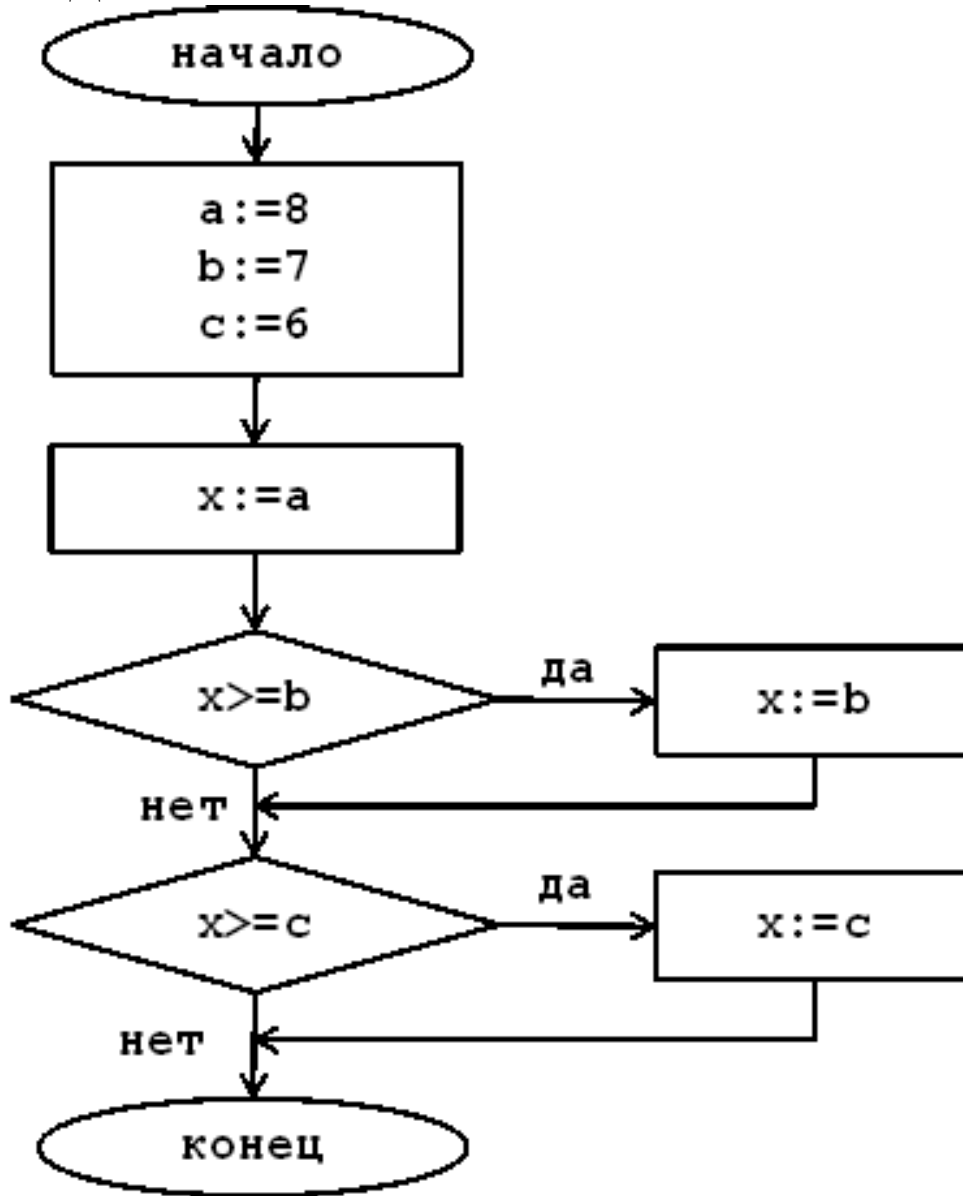 начало
a:=8
b:=7
c:=6
x:=a
x>=b
да
x:=b
нет
x>=c
да
x:=c
нет
конец